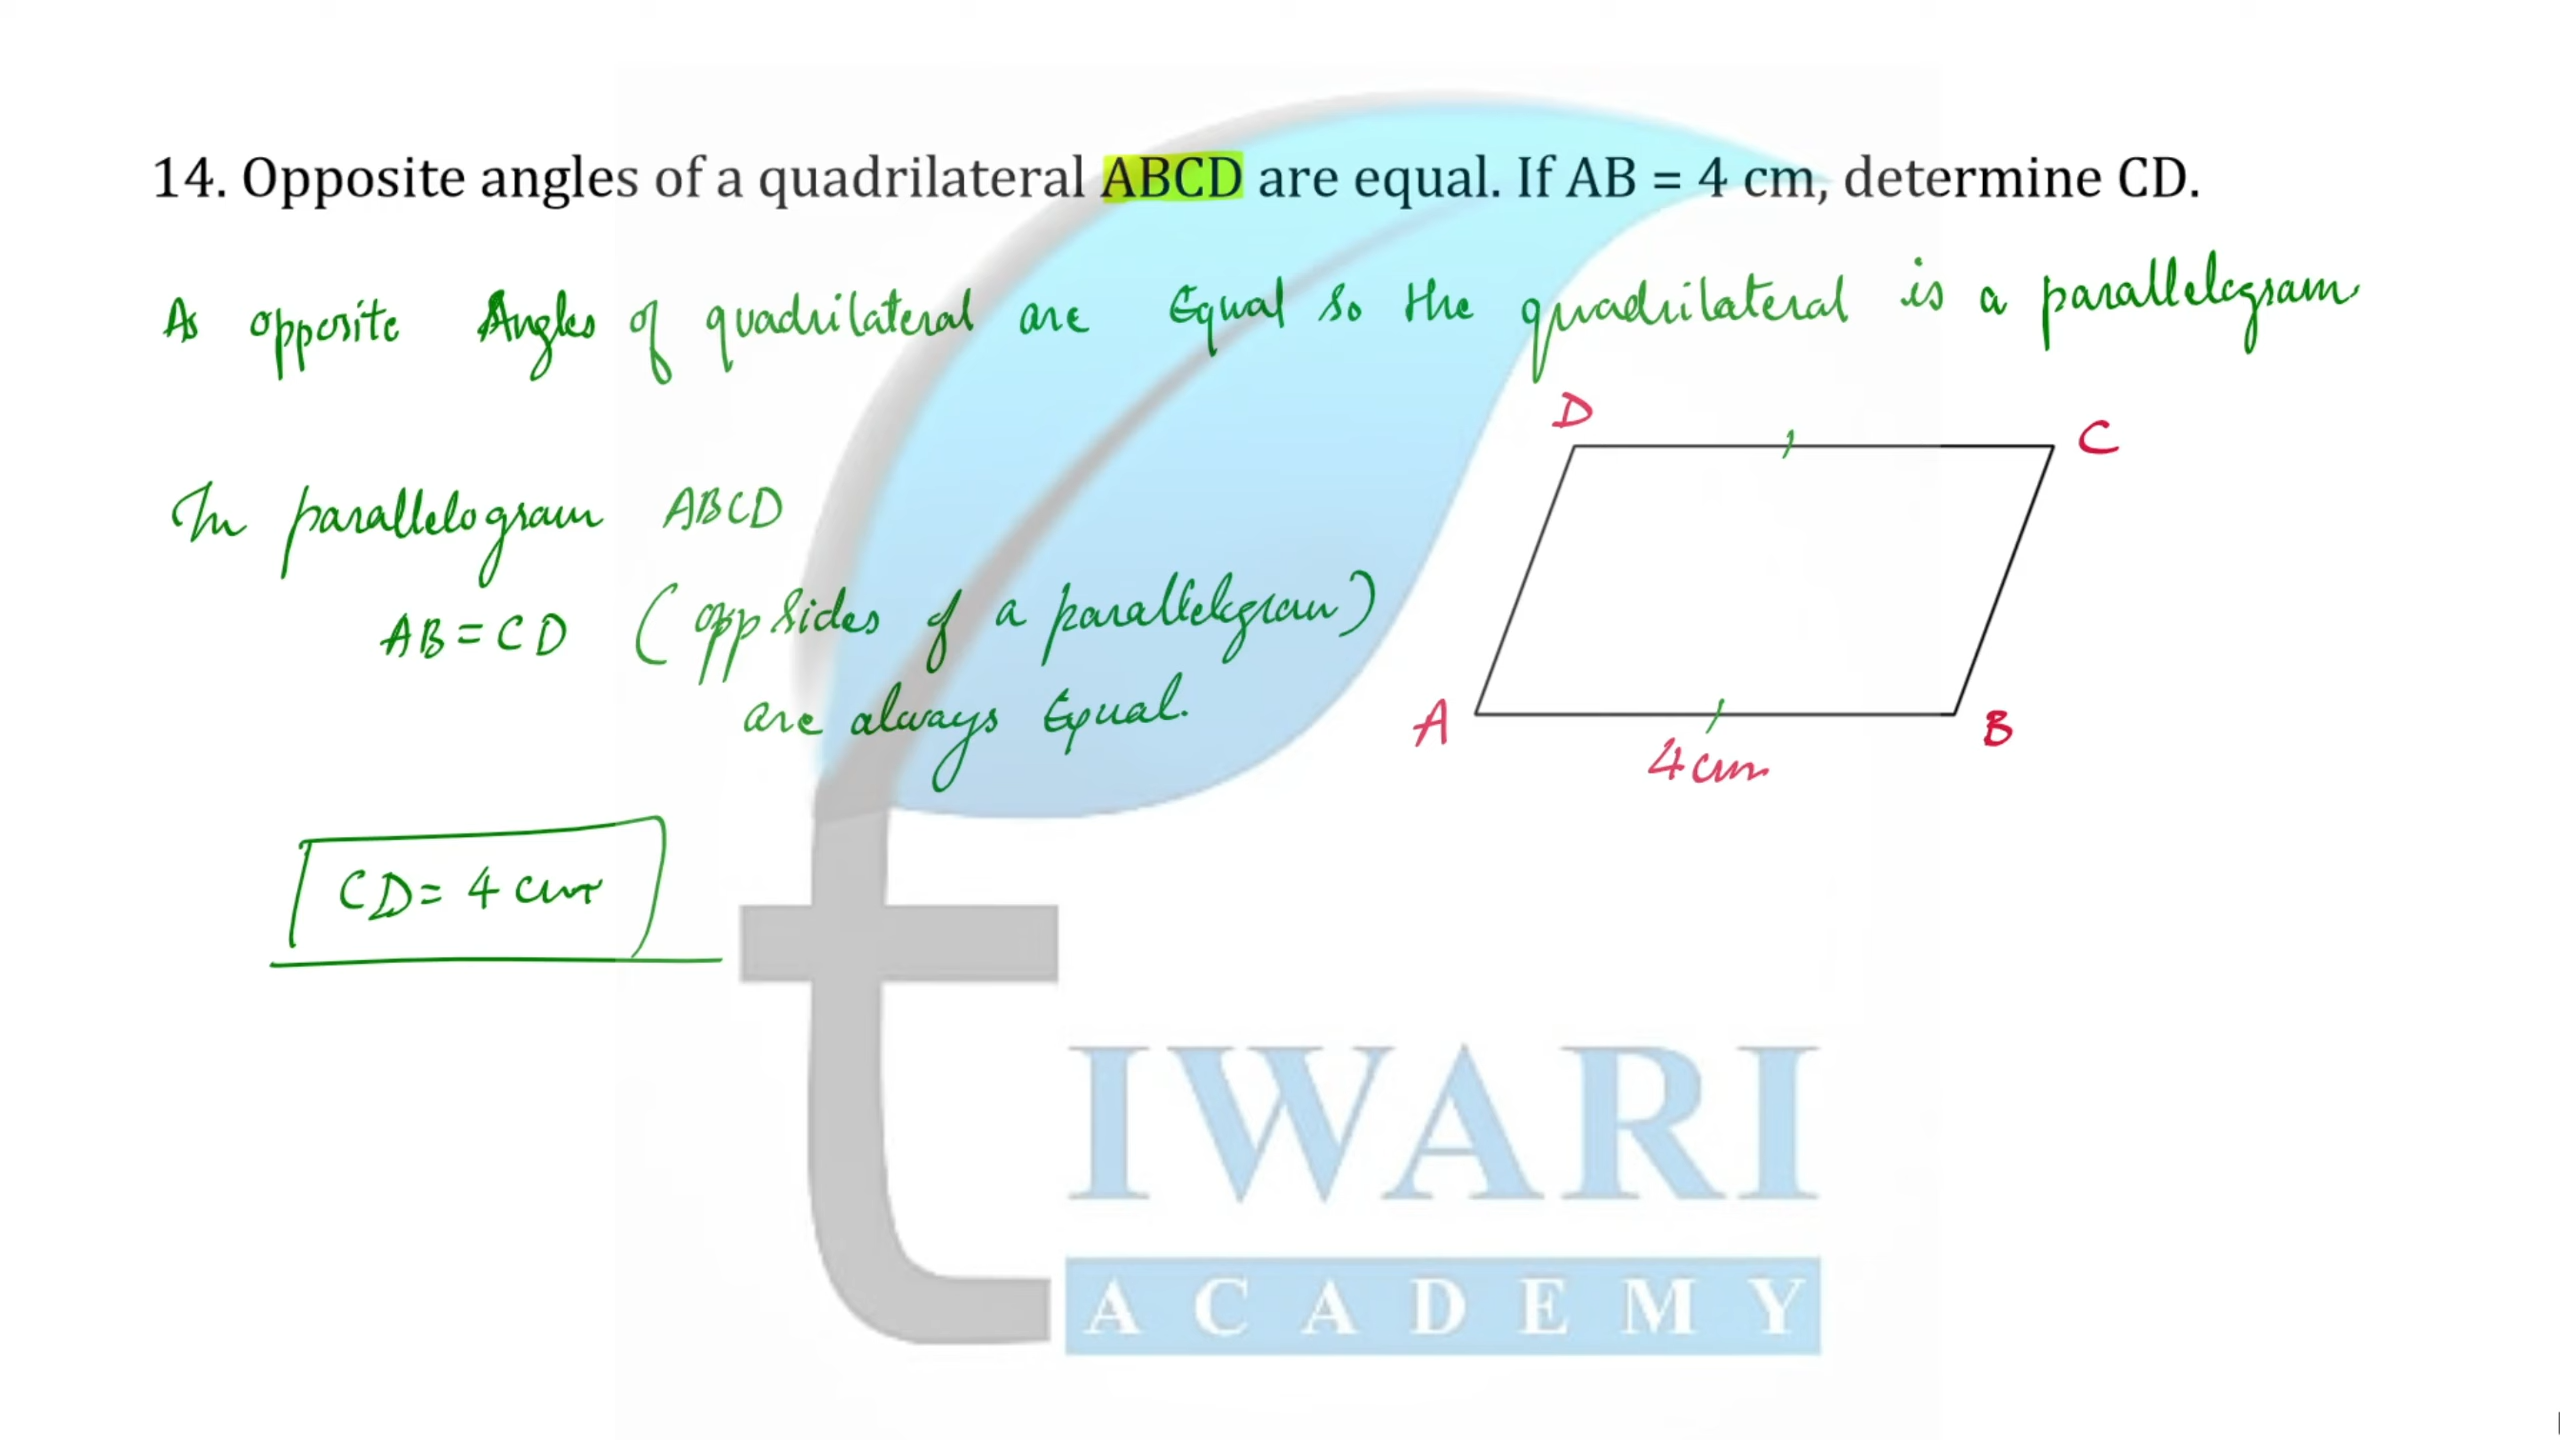 14. Opposite angles of a quadrilateral ABCD are equal. If AB = 4 cm, determine CD.
As opposite Angles of quadrilateral are Equal so the quadrilateral is a parallelogram.
D
C
In parallelogram ABCD
AB = CD (opp Sides of a parallelogram)
are always Equal.
A
B
4 cm
CD = 4 cm
tIWARI
ACADEMY